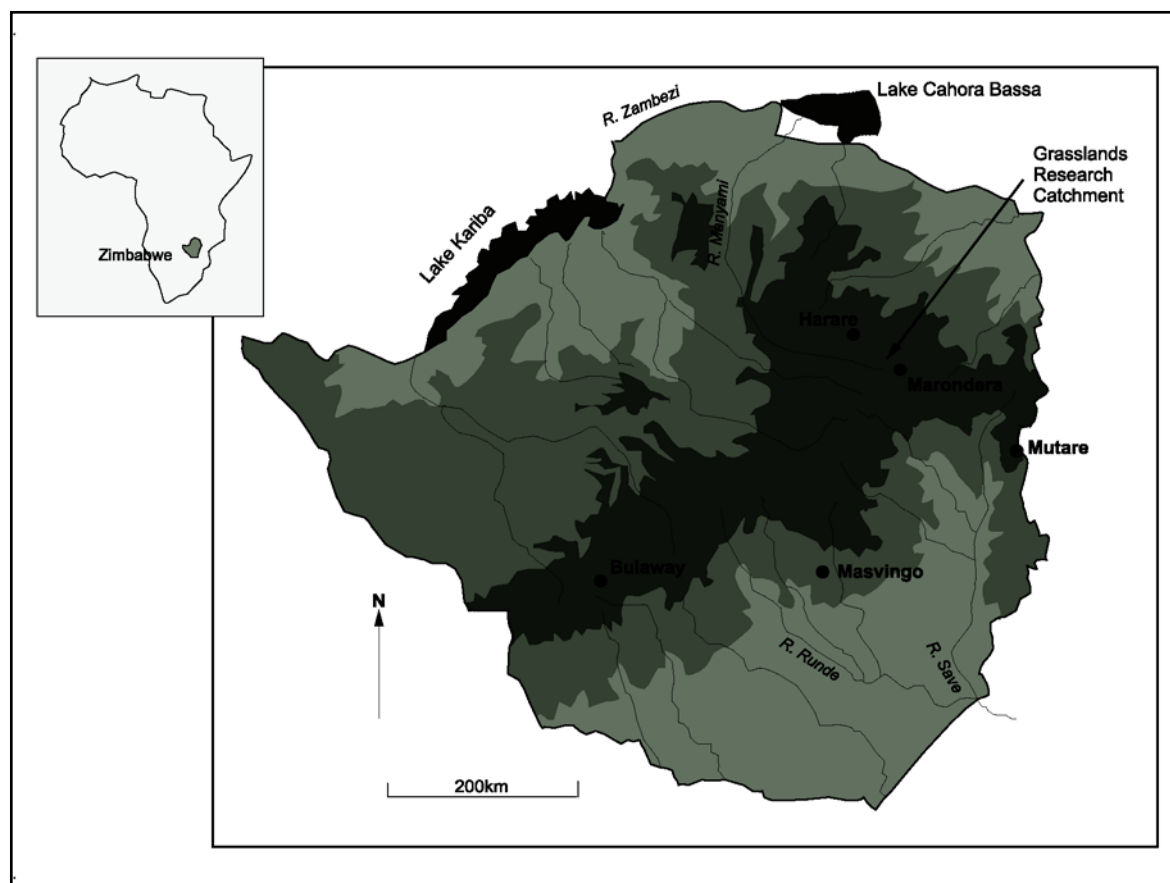 Lake Cahora Bassa
R. Zambezi
Grasslands
Research
Catchment
R. Manyami
Lake Kariba
Zimbabwe
Harare
Marondera
Mutare
Bulaway
Masvingo
N
R. Runde
R. Save
200km